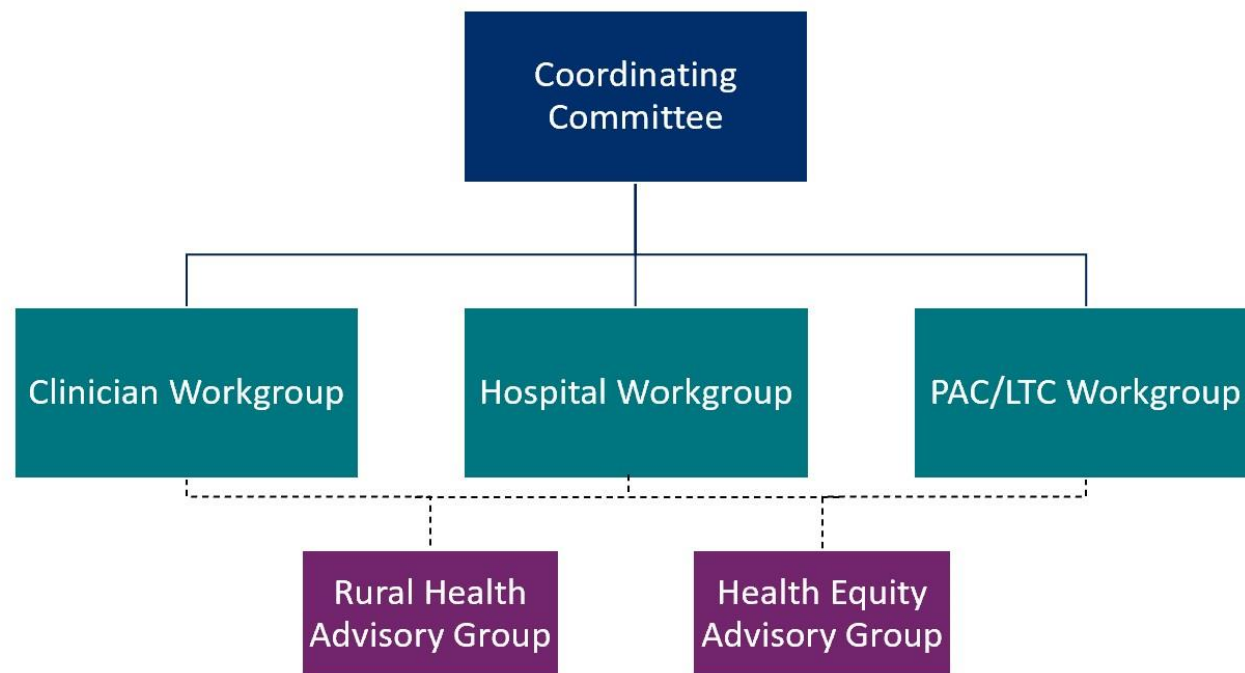 Coordinating
Committee
Clinician Workgroup
Hospital Workgroup
PAC/LTC Workgroup
Rural Health
Advisory Group
Health Equity
Advisory Group